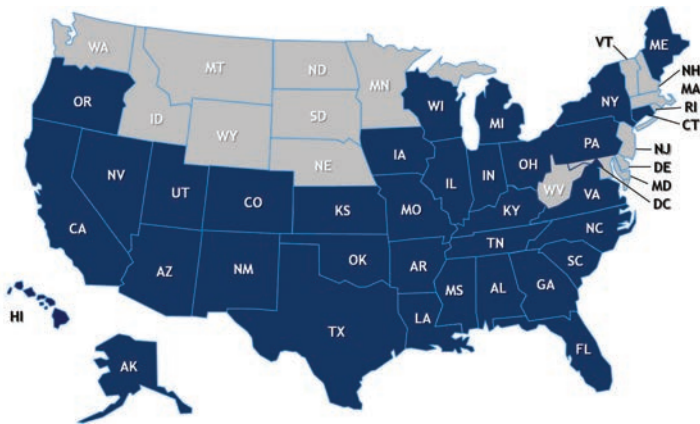 WA
MT
ND
MN
VT
ME
NH
MA
RI
CT
OR
ID
WY
SD
WI
MI
NY
NE
IA
PA
NJ
DE
MD
DC
NV
UT
CO
KS
MO
IL
IN
OH
WV
VA
KY
CA
AZ
NM
OK
AR
TN
NC
SC
MS
AL
GA
TX
LA
FL
HI
AK